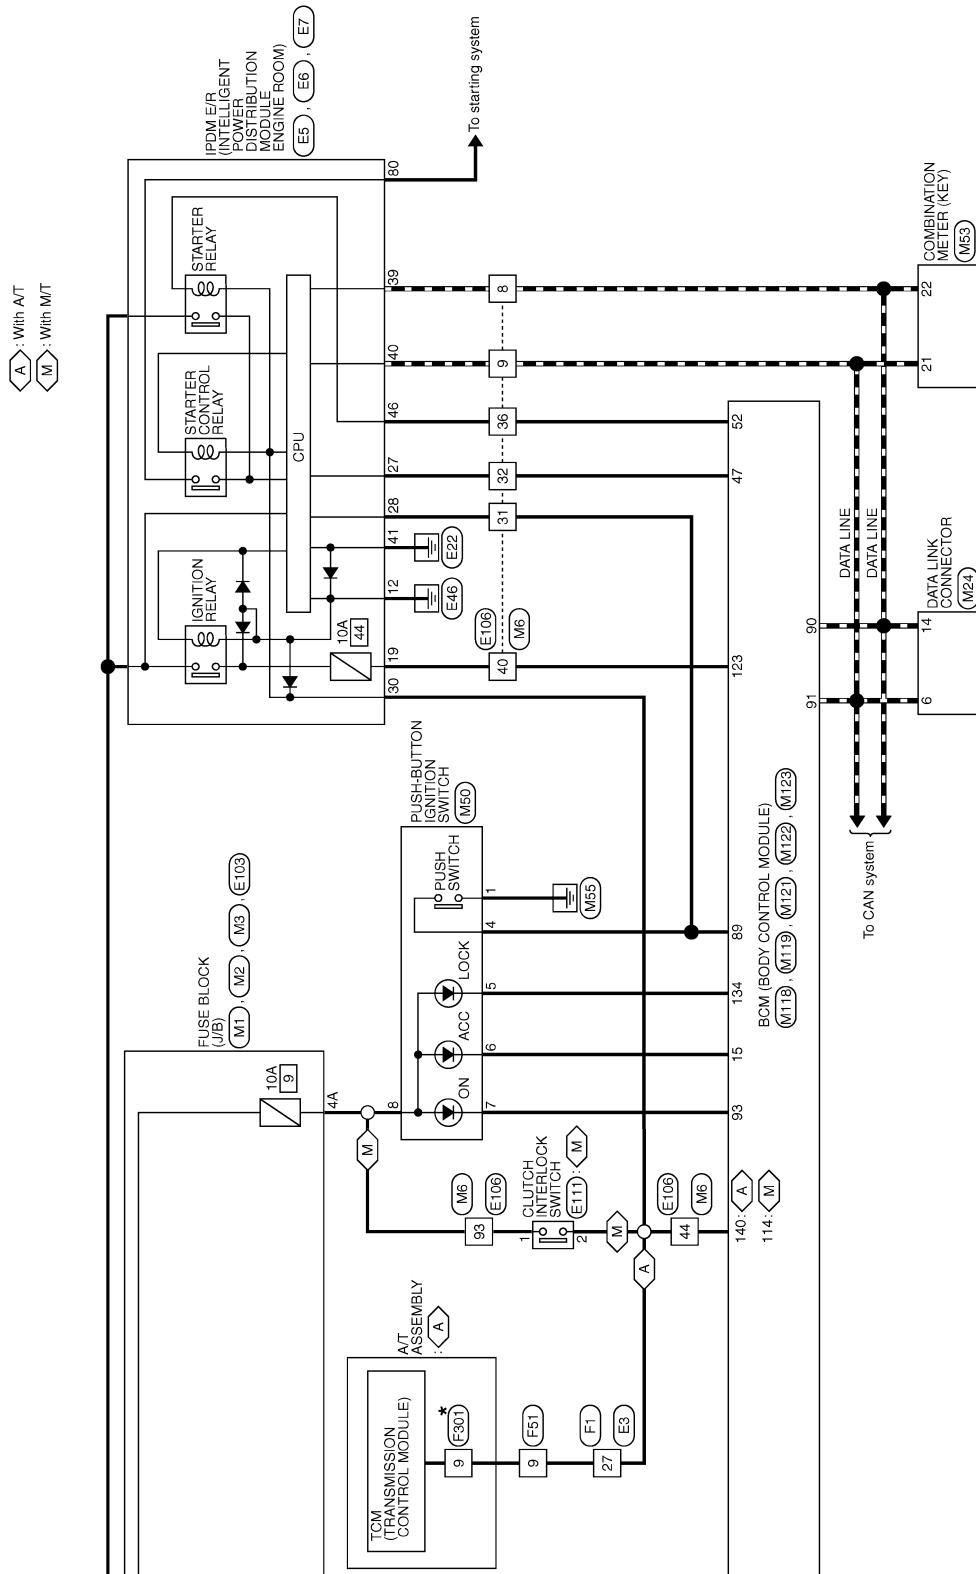 A : With A/T
M : With M/T
IPDM E/R
(INTELLIGENT
POWER
DISTRIBUTION
MODULE
ENGINE ROOM)
E5 , E6 , E7
To starting system
80
STARTER
RELAY
STARTER
CONTROL
RELAY
IGNITION
RELAY
CPU
10A
44
39
40
46
27
28
41
12
19
30
8
9
36
32
31
40
E22
E46
E106
M6
COMBINATION
METER (KEY)
M53
22
21
52
47
123
DATA LINE
DATA LINE
DATA LINK
CONNECTOR
M24
14
6
90
91
To CAN system
BCM (BODY CONTROL MODULE)
M118 , M119 , M121 , M122 , M123
89
134
15
93
140: A
114: M
PUSH-BUTTON
IGNITION
SWITCH
M50
PUSH
SWITCH
LOCK
ACC
ON
1
4
5
6
7
8
M55
FUSE BLOCK
(J/B)
M1 , M2 , M3 , E103
10A
9
4A
M
M6
E106
93
CLUTCH
INTERLOCK
SWITCH
E111 : M
1
2
M
A
E106
M6
44
A/T
ASSEMBLY
: A
TCM
(TRANSMISSION
CONTROL MODULE)
*
F301
9
F51
9
F1
E3
27